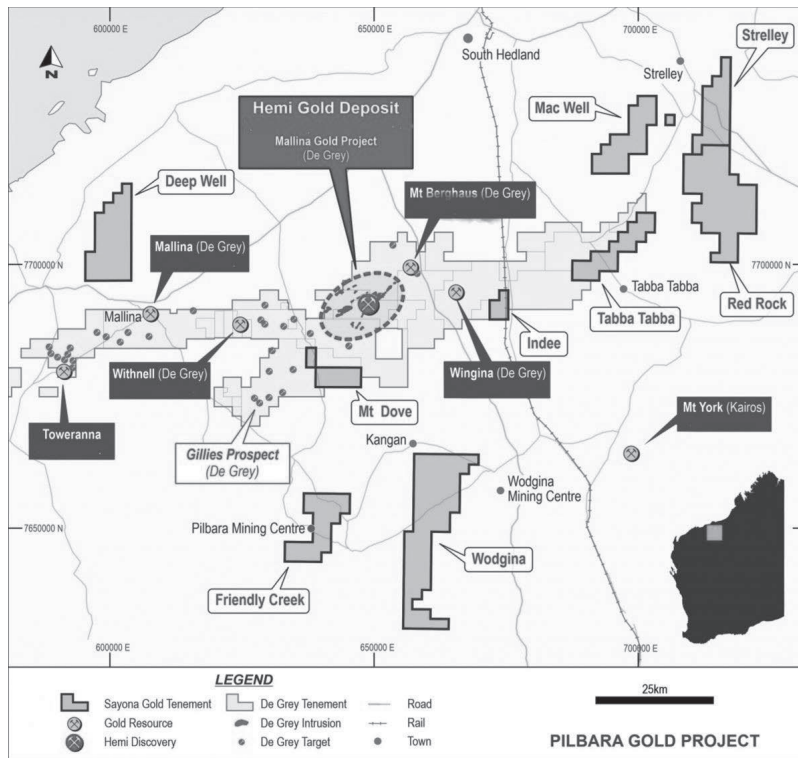 600000 E
650000 E
700000 E
N
South Hedland
Strelley
Strelley
Mac Well
Hemi Gold Deposit
Mallina Gold Project
(De Grey)
Deep Well
Mt Berghaus (De Grey)
Mallina (De Grey)
7700000 N
7700000 N
Tabba Tabba
Mallina
Red Rock
Tabba Tabba
Indee
Withnell (De Grey)
Wingina (De Grey)
Mt Dove
Toweranna
Mt York (Kairos)
Gillies Prospect
(De Grey)
Kangan
Wodgina
Mining Centre
Pilbara Mining Centre
7650000 N
Wodgina
Friendly Creek
600000 E
650000 E
700000 E
LEGEND
Sayona Gold Tenement
De Grey Tenement
Road
25km
Gold Resource
De Grey Intrusion
Rail
Hemi Discovery
De Grey Target
Town
PILBARA GOLD PROJECT